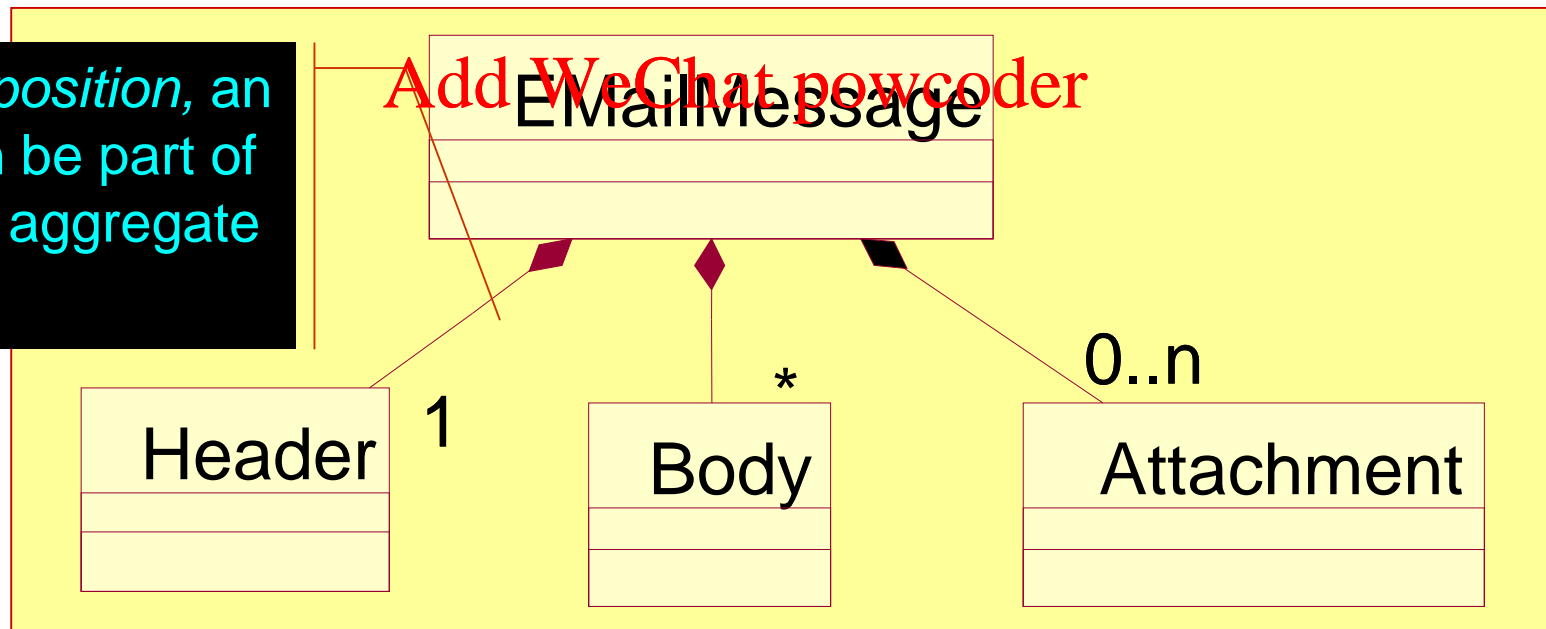 position, an
be part of
aggregate
Add WeChat powcoder
EMailMessage
1
*
0..n
Header
Body
Attachment